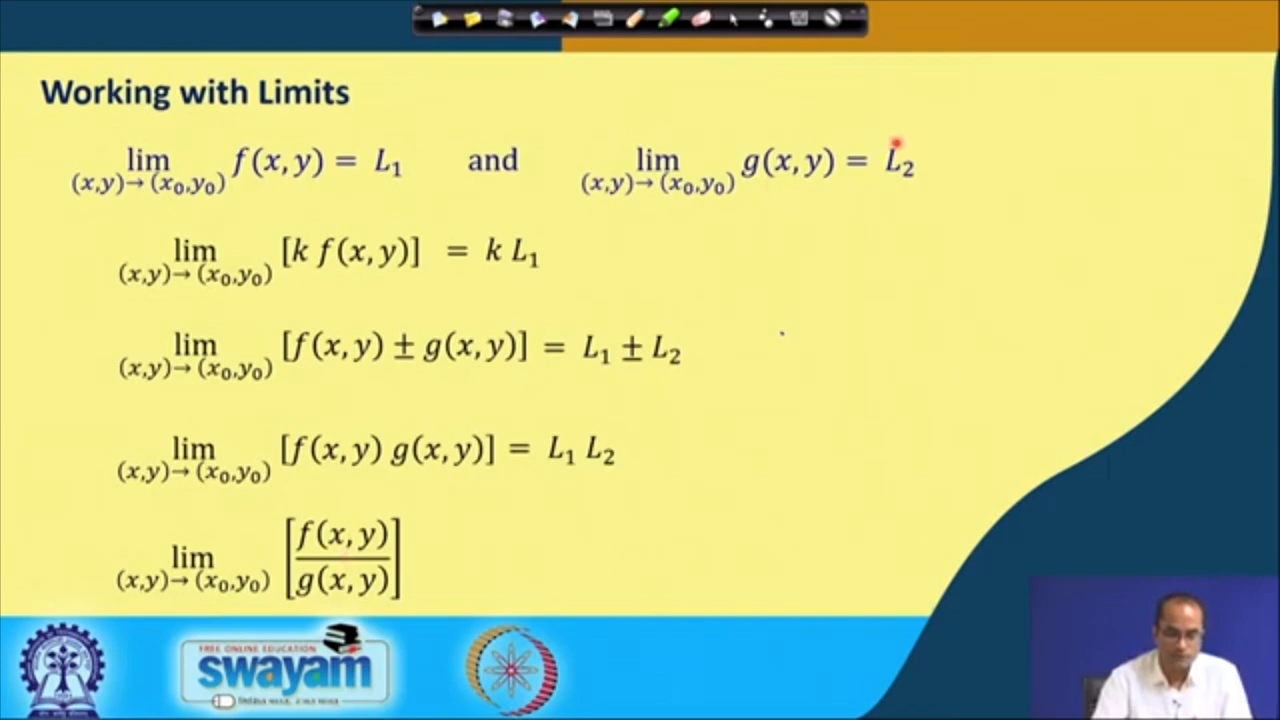 Working with Limits
lim (x,y)→(x₀,y₀) f(x,y) = L₁ and lim (x,y)→(x₀,y₀) g(x,y) = L₂
lim (x,y)→(x₀,y₀) [k f(x,y)] = k L₁
lim (x,y)→(x₀,y₀) [f(x,y) ± g(x,y)] = L₁ ± L₂
lim (x,y)→(x₀,y₀) [f(x,y) g(x,y)] = L₁ L₂
lim (x,y)→(x₀,y₀) [f(x,y)/g(x,y)]
FREE ONLINE EDUCATION
swayam